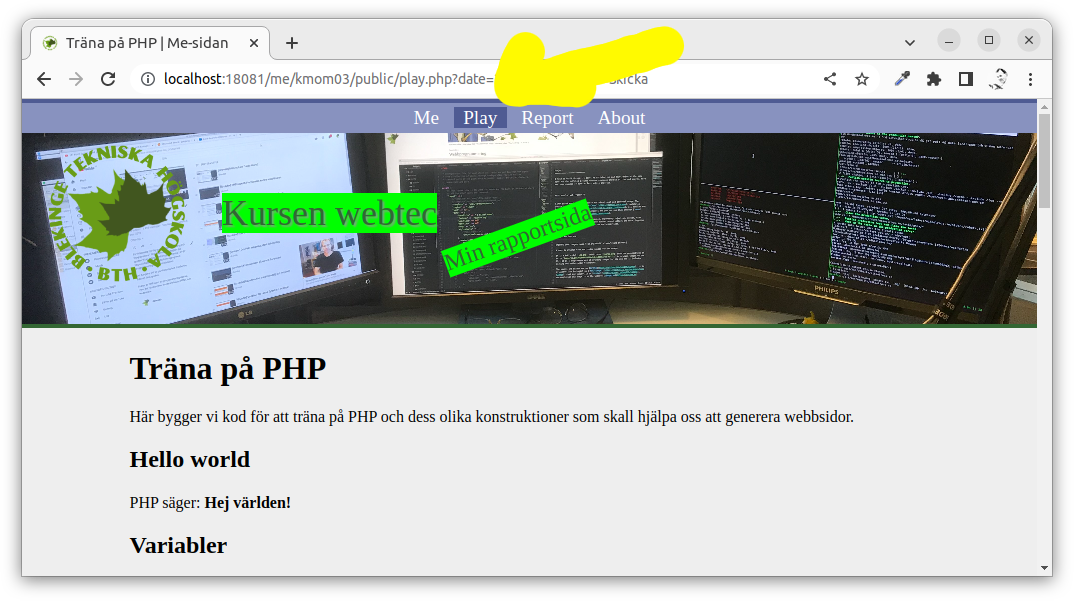 Träna på PHP | Me-sidan
localhost:18081/me/kmom03/public/play.php?date=
Me Play Report About
BLEKINGE TEKNISKA HÖGSKOLA · BTH ·
Kursen webtec
Min rapportsida
LG
DELL
PHILIPS
Träna på PHP
Här bygger vi kod för att träna på PHP och dess olika konstruktioner som skall hjälpa oss att generera webbsidor.
Hello world
PHP säger: Hej världen!
Variabler